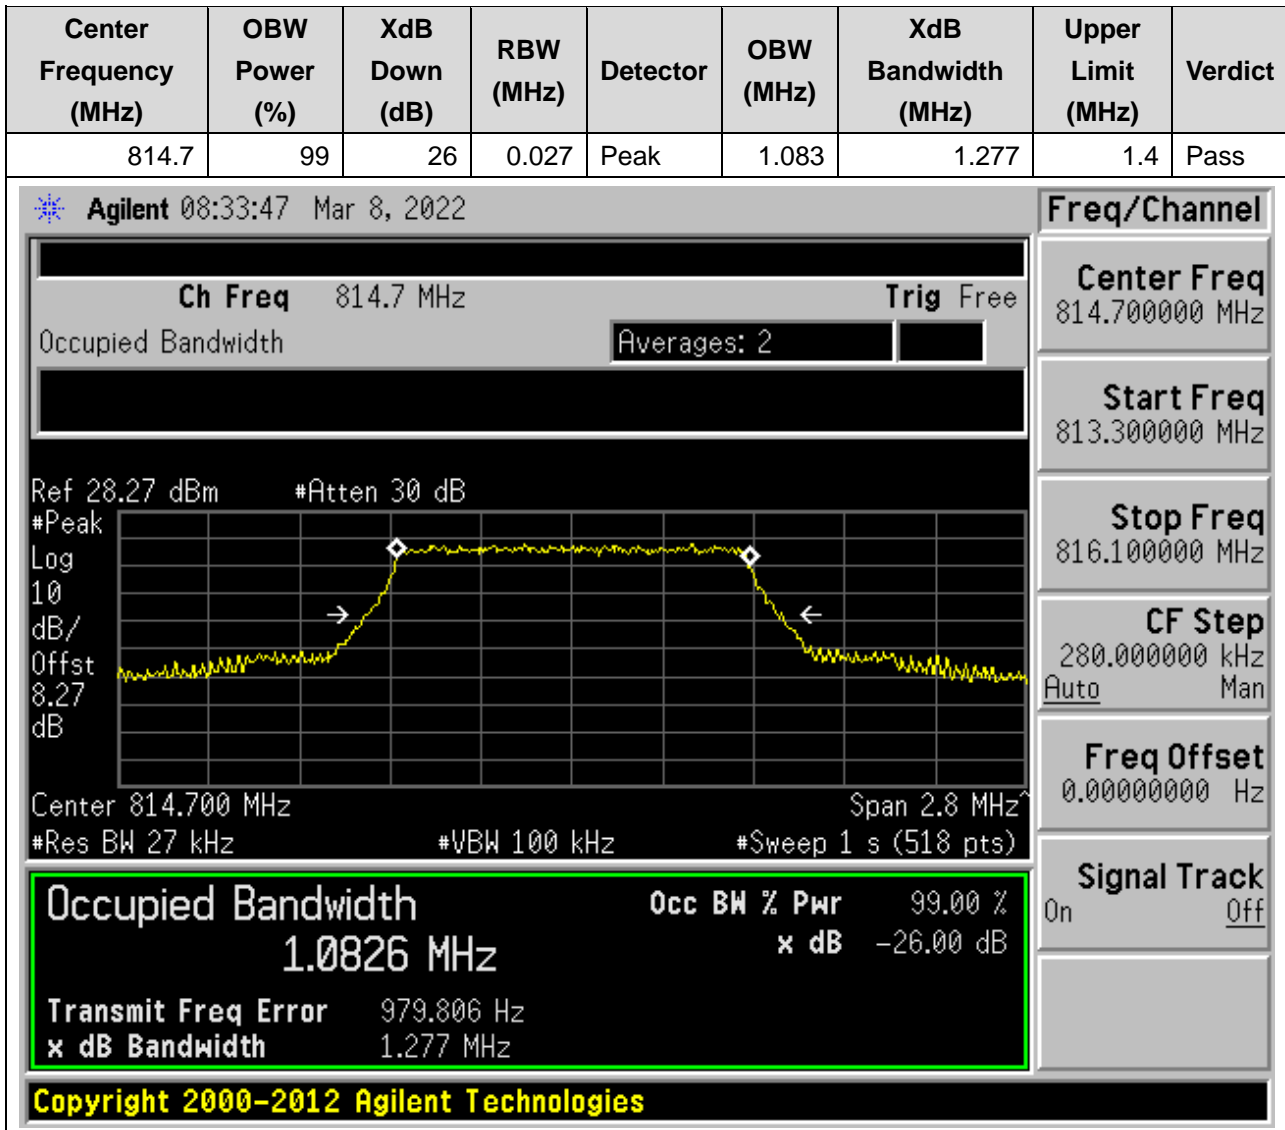 Center Frequency (MHz) OBW Power (%) XdB Down (dB) RBW (MHz) Detector OBW (MHz) XdB Bandwidth (MHz) Upper Limit (MHz) Verdict
814.7 99 26 0.027 Peak 1.083 1.277 1.4 Pass
Agilent 08:33:47 Mar 8, 2022
Freq/Channel
Ch Freq 814.7 MHz Trig Free
Occupied Bandwidth Averages: 2
Ref 28.27 dBm #Atten 30 dB
#Peak
Log
10
dB/
Offst
8.27
dB
Center 814.700 MHz Span 2.8 MHz^
#Res BW 27 kHz #VBW 100 kHz #Sweep 1 s (518 pts)
Occupied Bandwidth Occ BW % Pwr 99.00 %
1.0826 MHz x dB -26.00 dB
Transmit Freq Error 979.806 Hz
x dB Bandwidth 1.277 MHz
Center Freq
814.700000 MHz
Start Freq
813.300000 MHz
Stop Freq
816.100000 MHz
CF Step
280.000000 kHz
Auto Man
Freq Offset
0.00000000 Hz
Signal Track
On Off
Copyright 2000-2012 Agilent Technologies